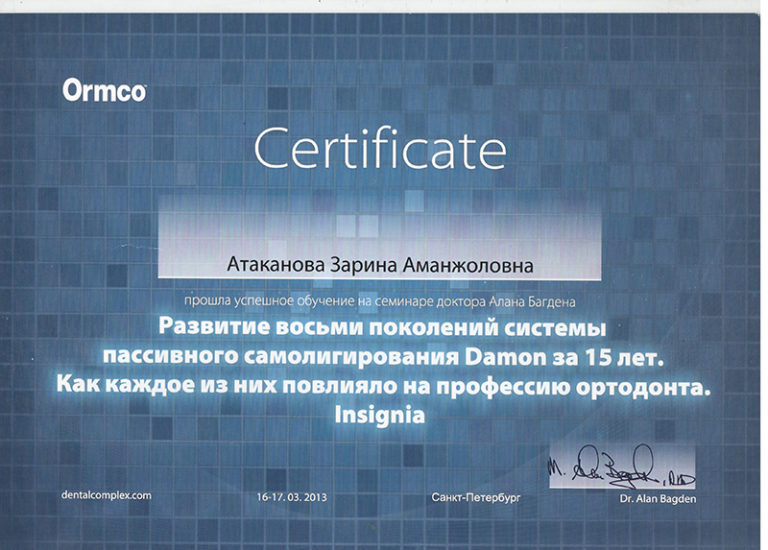 Ormco
Certificate
Атаканова Зарина Аманжоловна
прошла успешное обучение на семинаре доктора Алана Багдена
Развитие восьми поколений системы
пассивного самолигирования Damon за 15 лет.
Как каждое из них повлияло на профессию ортодонта.
Insignia
dentalcomplex.com
16-17. 03. 2013
Санкт-Петербург
Dr. Alan Bagden